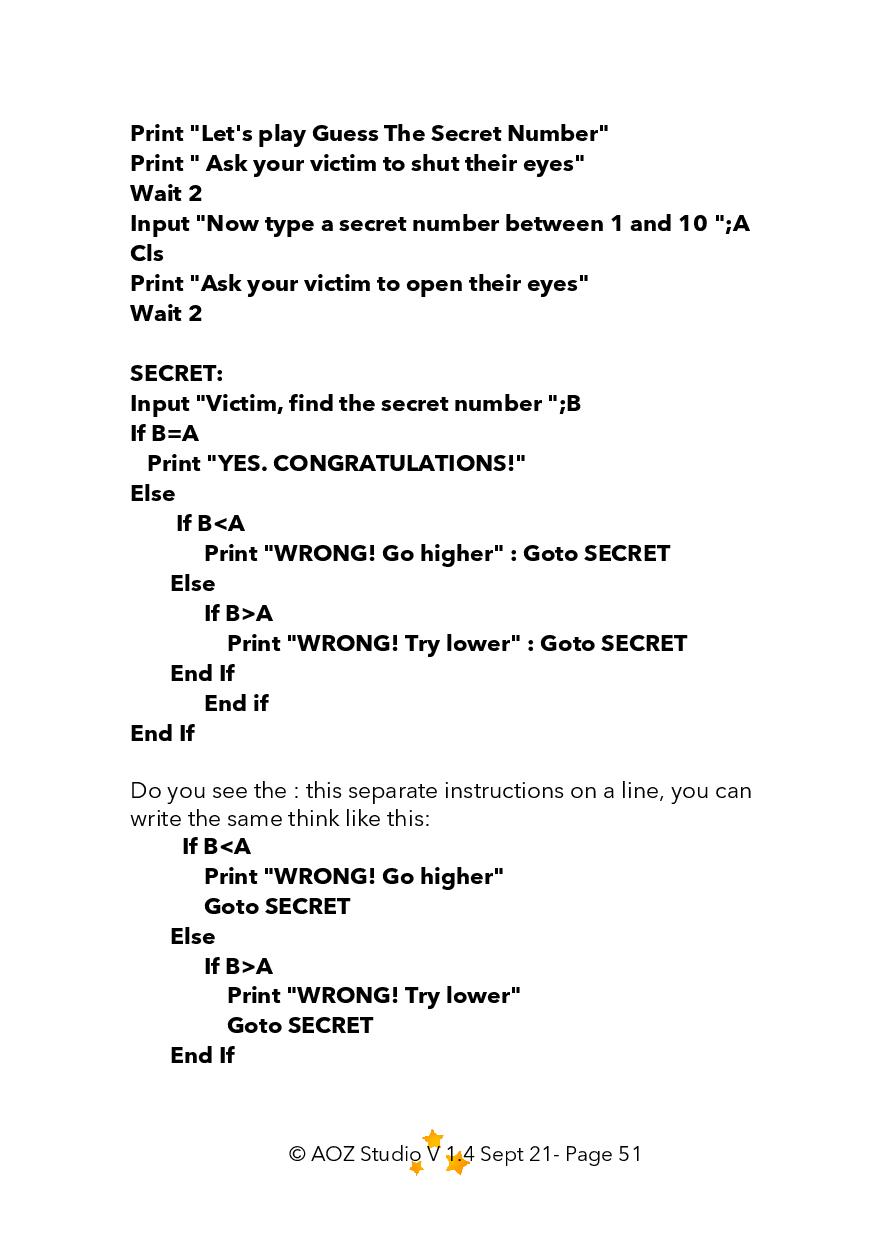 Print "Let's play Guess The Secret Number"
Print " Ask your victim to shut their eyes"
Wait 2
Input "Now type a secret number between 1 and 10 ";A
Cls
Print "Ask your victim to open their eyes"
Wait 2
SECRET:
Input "Victim, find the secret number ";B
If B=A
Print "YES. CONGRATULATIONS!"
Else
If B<A
Print "WRONG! Go higher" : Goto SECRET
Else
If B>A
Print "WRONG! Try lower" : Goto SECRET
End If
End if
End If
Do you see the : this separate instructions on a line, you can
write the same think like this:
If B<A
Print "WRONG! Go higher"
Goto SECRET
Else
If B>A
Print "WRONG! Try lower"
Goto SECRET
End If
© AOZ Studio V 1.4 Sept 21- Page 51